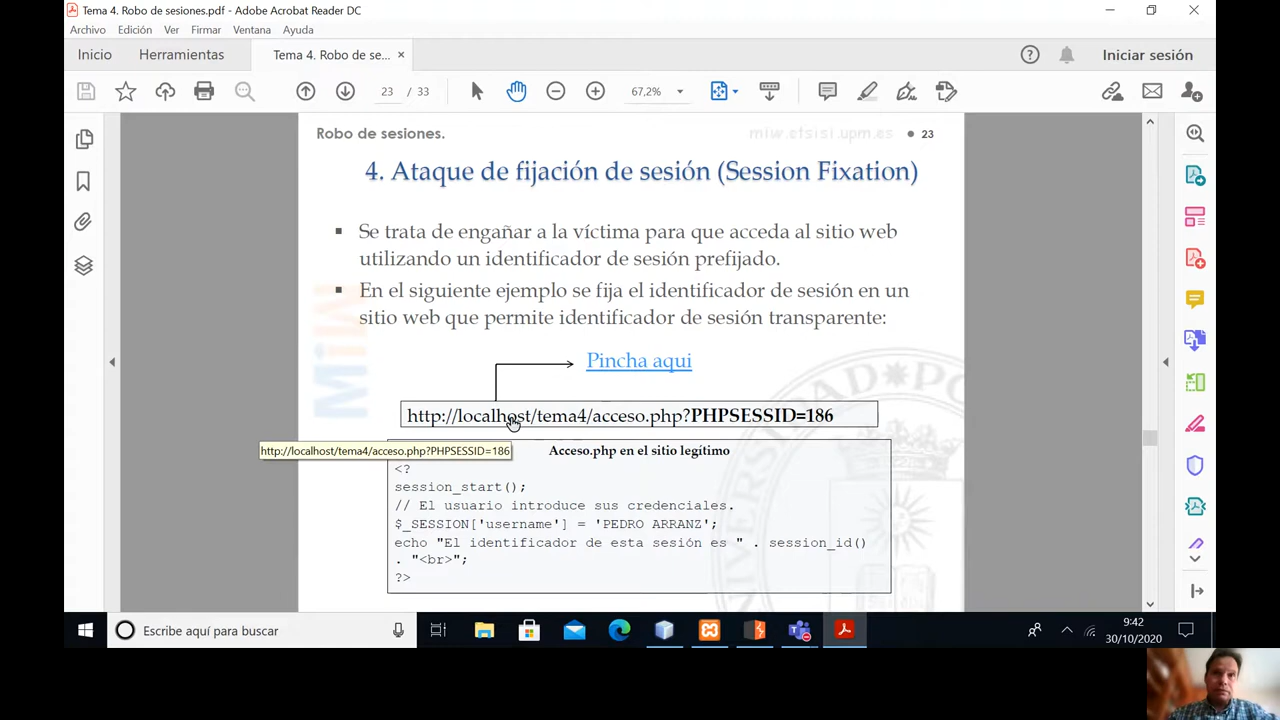 Tema 4. Robo de sesiones.pdf - Adobe Acrobat Reader DC
Archivo Edición Ver Firmar Ventana Ayuda
Inicio Herramientas Tema 4. Robo de se... × Iniciar sesión
23 / 33 67,2%
Robo de sesiones. miw.etsisi.upm.es • 23
4. Ataque de fijación de sesión (Session Fixation)
▪ Se trata de engañar a la víctima para que acceda al sitio web
utilizando un identificador de sesión prefijado.
▪ En el siguiente ejemplo se fija el identificador de sesión en un
sitio web que permite identificador de sesión transparente:
Pincha aqui
http://localhost/tema4/acceso.php?PHPSESSID=186
http://localhost/tema4/acceso.php?PHPSESSID=186
Acceso.php en el sitio legítimo
<?
session_start();
// El usuario introduce sus credenciales.
$_SESSION['username'] = 'PEDRO ARRANZ';
echo "El identificador de esta sesión es " . session_id()
. "<br>";
?>
MiW
Escribe aquí para buscar
9:42
30/10/2020